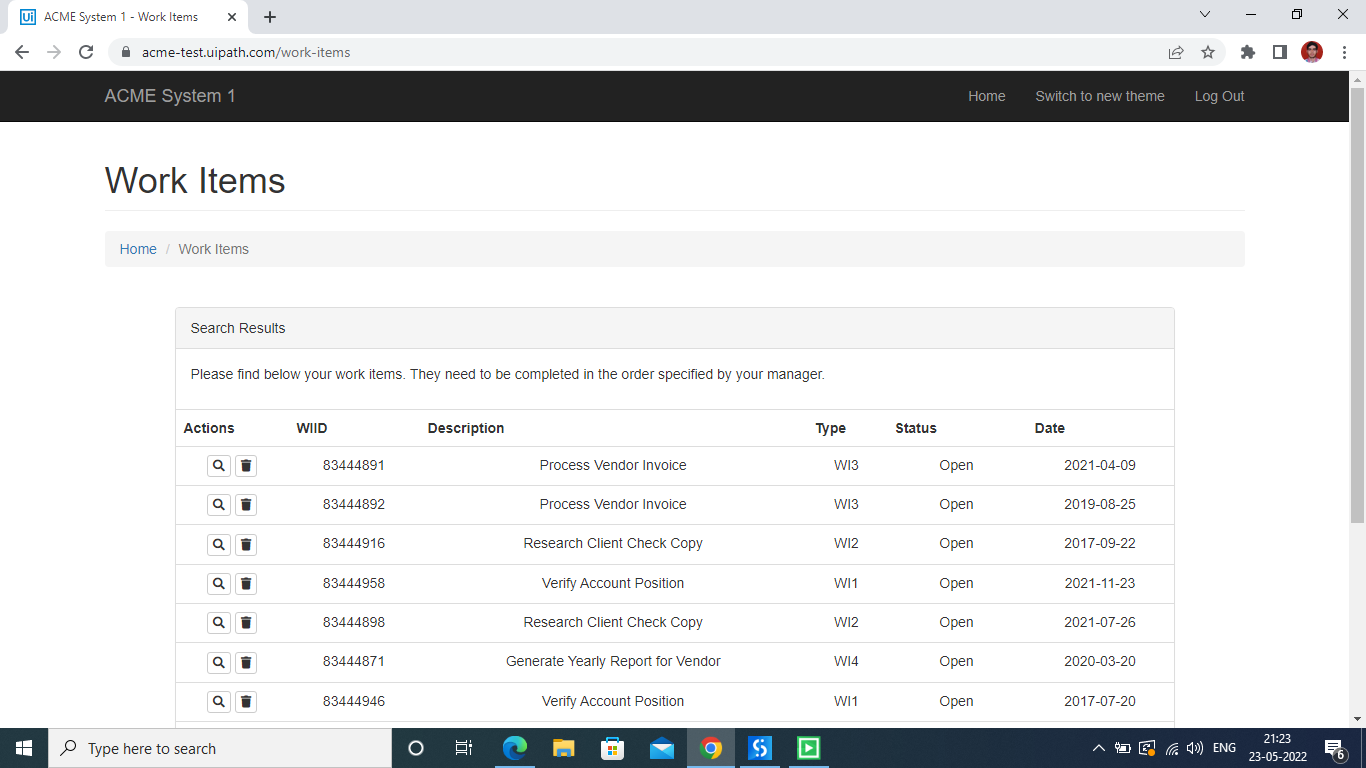 Ui ACME System 1 - Work Items
acme-test.uipath.com/work-items
ACME System 1 Home Switch to new theme Log Out
Work Items
Home / Work Items
Search Results
Please find below your work items. They need to be completed in the order specified by your manager.
Actions WIID Description Type Status Date
83444891 Process Vendor Invoice WI3 Open 2021-04-09
83444892 Process Vendor Invoice WI3 Open 2019-08-25
83444916 Research Client Check Copy WI2 Open 2017-09-22
83444958 Verify Account Position WI1 Open 2021-11-23
83444898 Research Client Check Copy WI2 Open 2021-07-26
83444871 Generate Yearly Report for Vendor WI4 Open 2020-03-20
83444946 Verify Account Position WI1 Open 2017-07-20
Type here to search ENG 21:23
23-05-2022 6